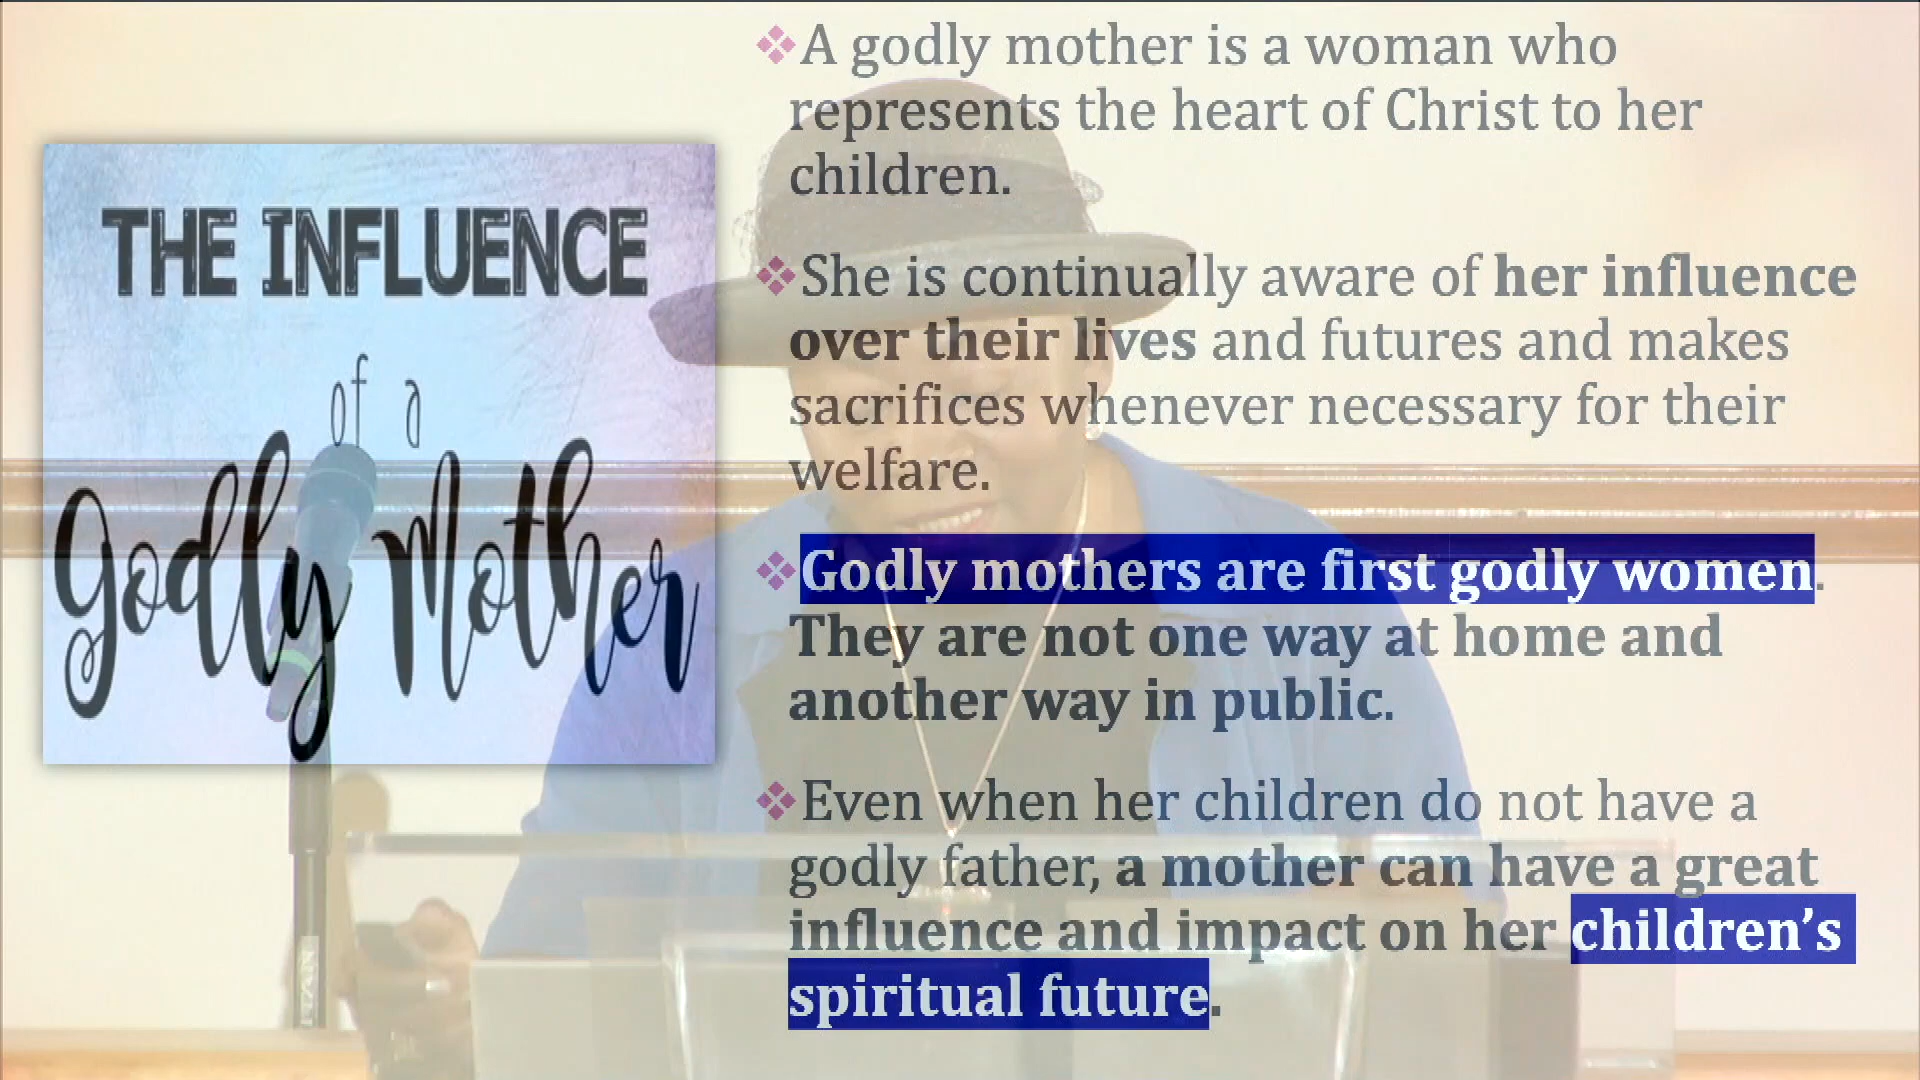 THE INFLUENCE
of a
Godly Mother
A godly mother is a woman who
represents the heart of Christ to her
children.
She is continually aware of her influence
over their lives and futures and makes
sacrifices whenever necessary for their
welfare.
Godly mothers are first godly women.
They are not one way at home and
another way in public.
Even when her children do not have a
godly father, a mother can have a great
influence and impact on her children’s
spiritual future.